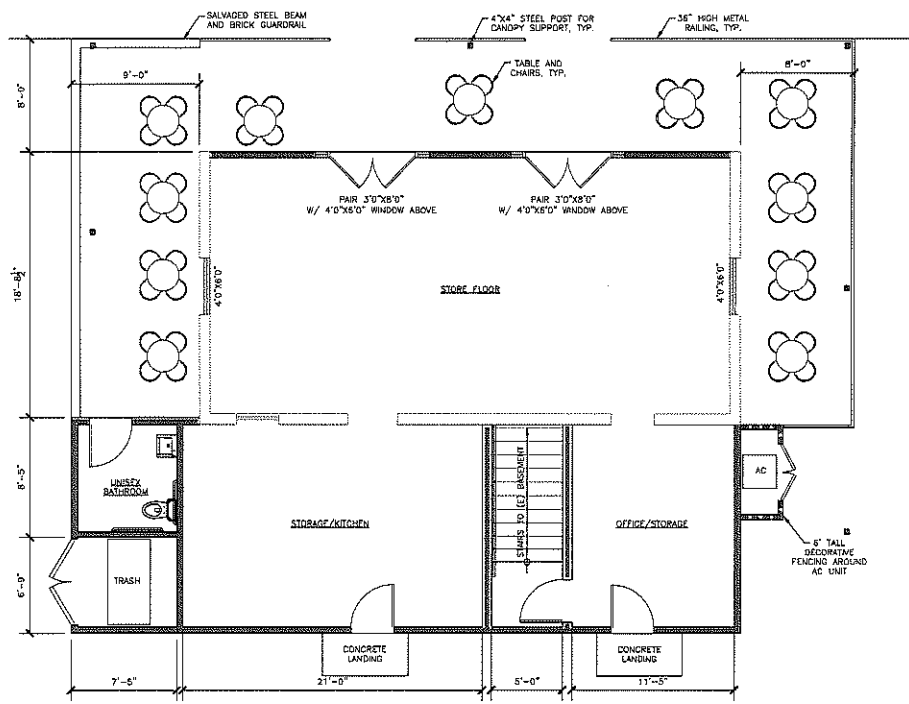 SALVAGED STEEL BEAM
AND BRICK GUARDRAIL
4"X4" STEEL POST FOR
CANOPY SUPPORT, TYP.
36" HIGH METAL
RAILING, TYP.
9'-0"
TABLE AND
CHAIRS, TYP.
8'-0"
8'-0"
PAIR 3'0"X8'0"
W/ 4'0"X6'0" WINDOW ABOVE
PAIR 3'0"X8'0"
W/ 4'0"X6'0" WINDOW ABOVE
18'-8½"
4'0"X6'0"
STORE FLOOR
4'0"X6'0"
8'-5"
UNISEX
BATHROOM
STORAGE/KITCHEN
STAIRS TO (E) BASEMENT
OFFICE/STORAGE
AC
6' TALL
DECORATIVE
FENCING AROUND
AC UNIT
6'-9"
TRASH
CONCRETE
LANDING
CONCRETE
LANDING
7'-6"
21'-0"
5'-0"
11'-5"